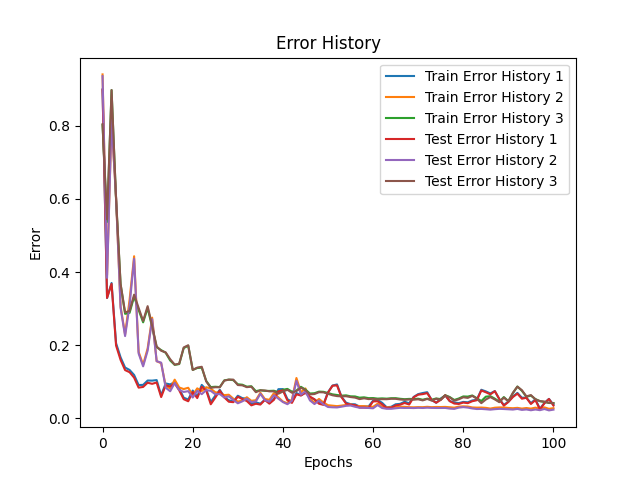 Error History
Train Error History 1
Train Error History 2
Train Error History 3
Test Error History 1
Test Error History 2
Test Error History 3
Error
0.8
0.6
0.4
0.2
0.0
0 20 40 60 80 100
Epochs